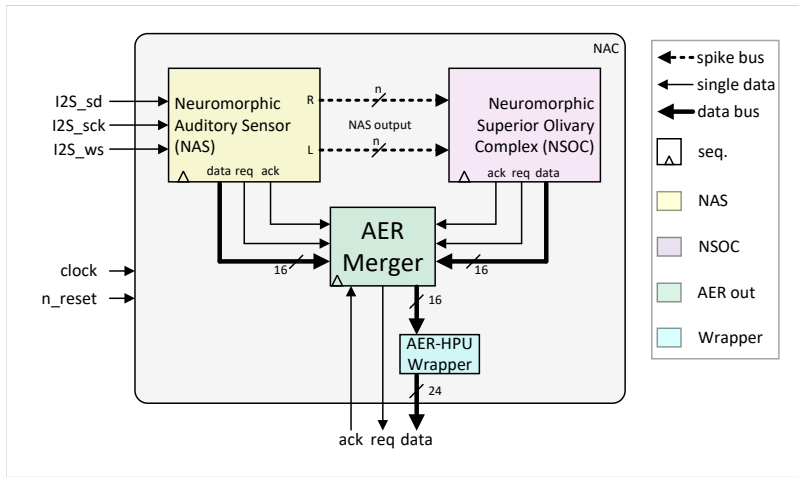 NAC
I2S_sd
I2S_sck
I2S_ws
Neuromorphic
Auditory Sensor
(NAS)
R
L
data req ack
n
NAS output
n
Neuromorphic
Superior Olivary
Complex (NSOC)
ack req data
AER
Merger
16
16
clock
n_reset
16
AER-HPU
Wrapper
24
ack req data
spike bus
single data
data bus
seq.
NAS
NSOC
AER out
Wrapper